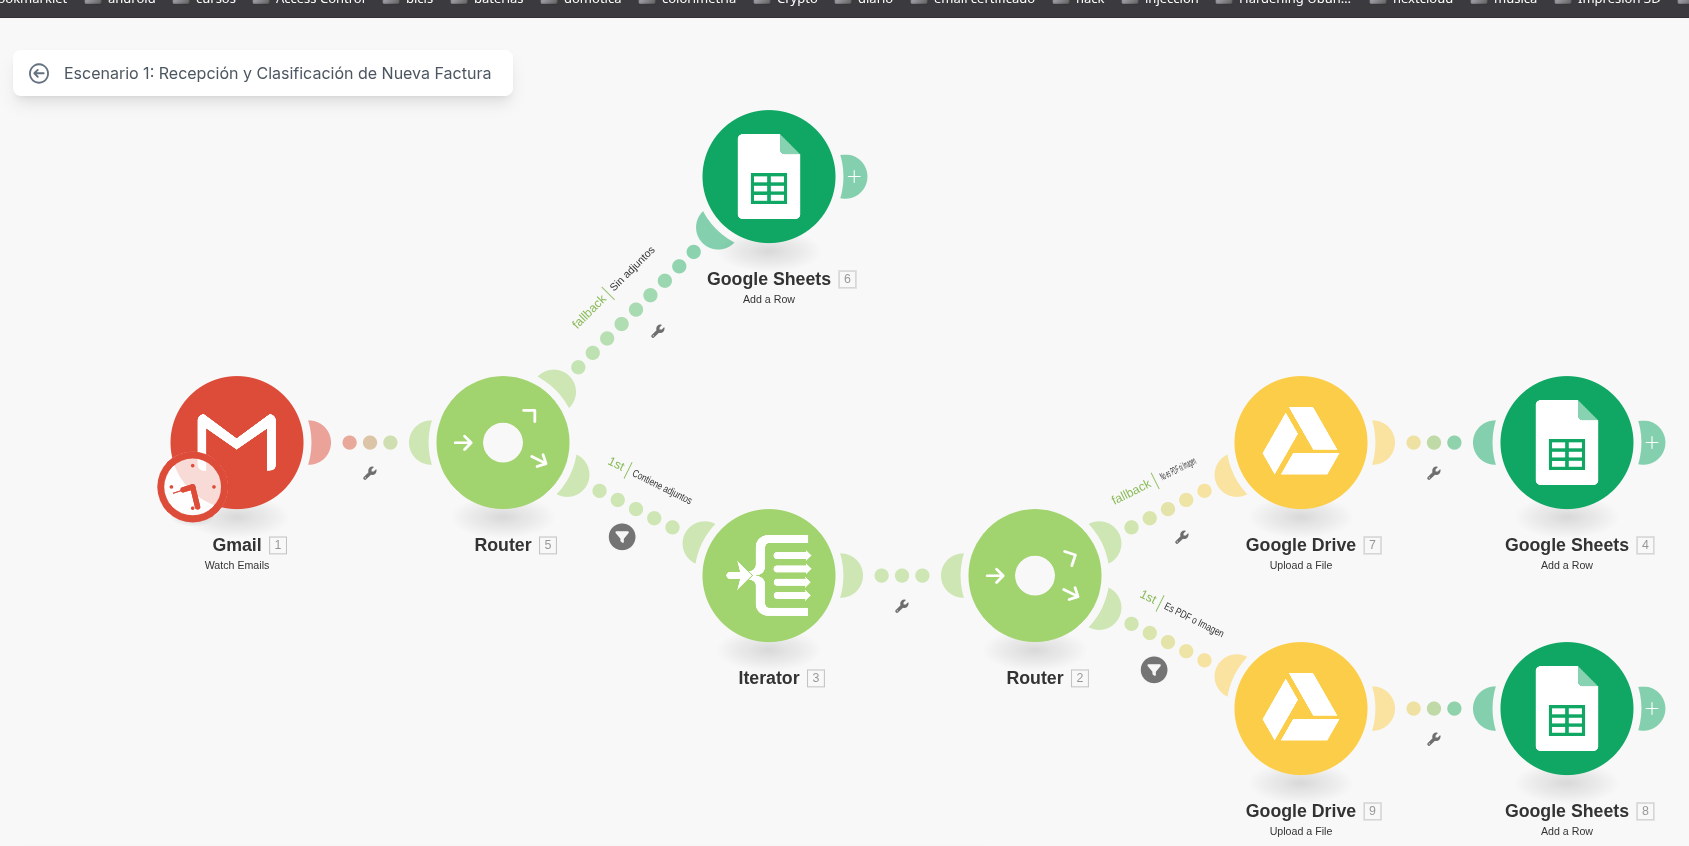 bookmarklet android cursos Access Control bicis baterias domotica colorimetria Crypto diario email certificado hack inyeccion Hardening Ubun... nextcloud musica Impresion 3D
Escenario 1: Recepción y Clasificación de Nueva Factura
Google Sheets 6
Add a Row
fallback | Sin adjuntos
Gmail 1
Watch Emails
Router 5
1st | Contiene adjuntos
Iterator 3
Router 2
fallback | No es PDF o Imagen
Google Drive 7
Upload a File
Google Sheets 4
Add a Row
1st | Es PDF o Imagen
Google Drive 9
Upload a File
Google Sheets 8
Add a Row